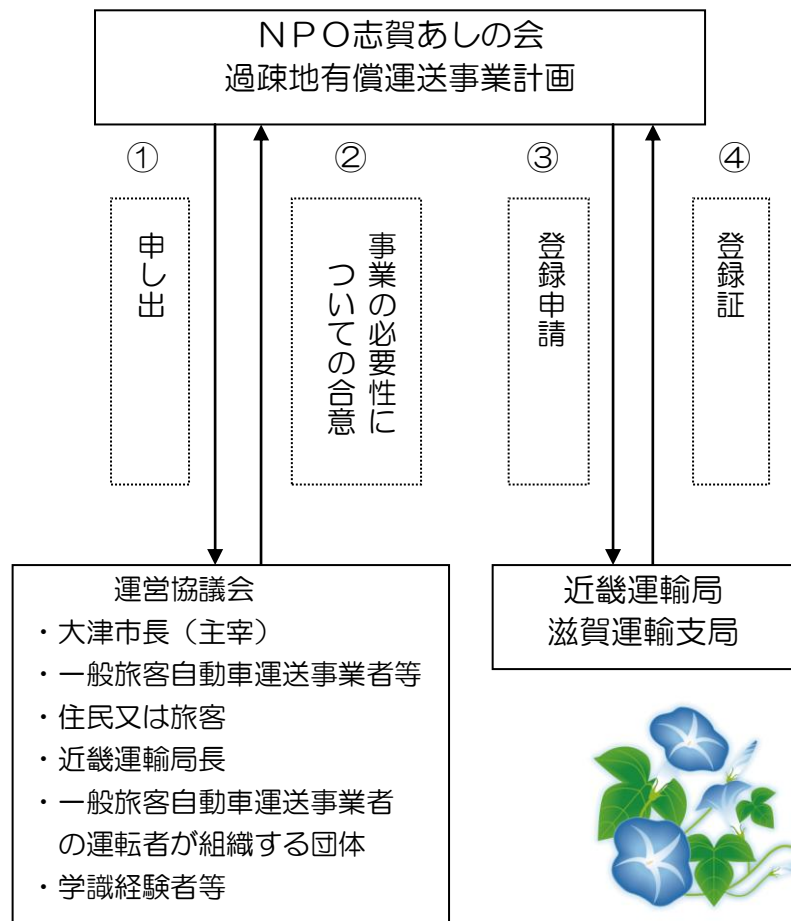 ＮＰＯ志賀あしの会
過疎地有償運送事業計画
①
②
③
④
申し出
事業の必要性に
ついての合意
登録申請
登録証
運営協議会
・大津市長（主宰）
・一般旅客自動車運送事業者等
・住民又は旅客
・近畿運輸局長
・一般旅客自動車運送事業者
の運転者が組織する団体
・学識経験者等
近畿運輸局
滋賀運輸支局